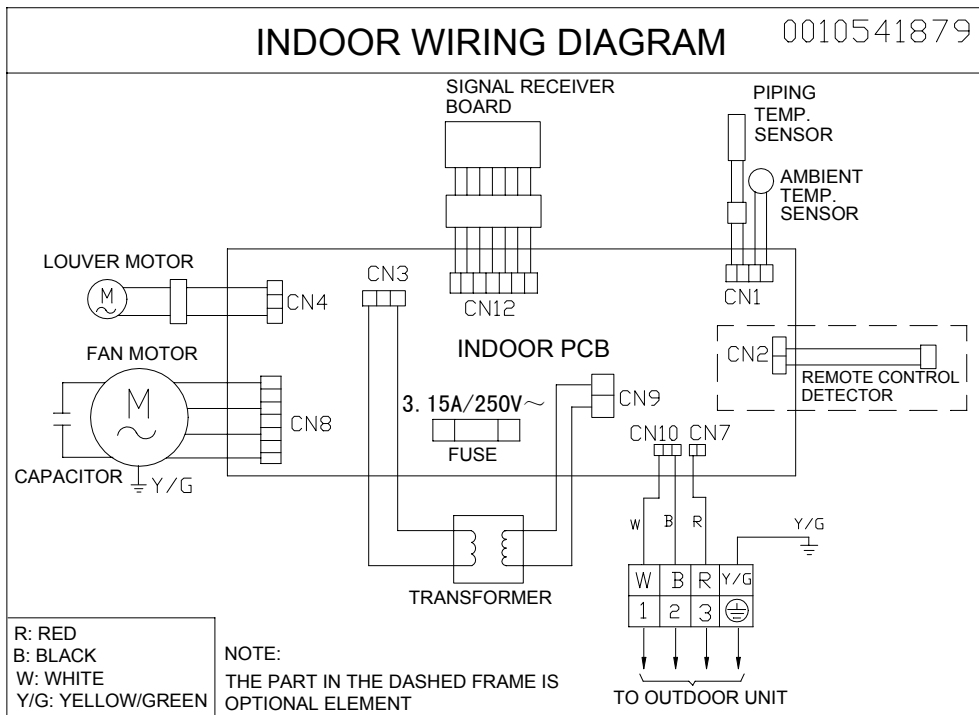 INDOOR WIRING DIAGRAM
0010541879
SIGNAL RECEIVER
BOARD
PIPING
TEMP.
SENSOR
AMBIENT
TEMP.
SENSOR
LOUVER MOTOR
M
CN4
CN3
CN12
CN1
INDOOR PCB
CN2
REMOTE CONTROL
DETECTOR
FAN MOTOR
M
CN8
CAPACITOR
Y/G
3.15A/250V~
FUSE
CN9
CN10
CN7
TRANSFORMER
W
B
R
Y/G
W B R Y/G
1 2 3
TO OUTDOOR UNIT
R: RED
B: BLACK
W: WHITE
Y/G: YELLOW/GREEN
NOTE:
THE PART IN THE DASHED FRAME IS
OPTIONAL ELEMENT